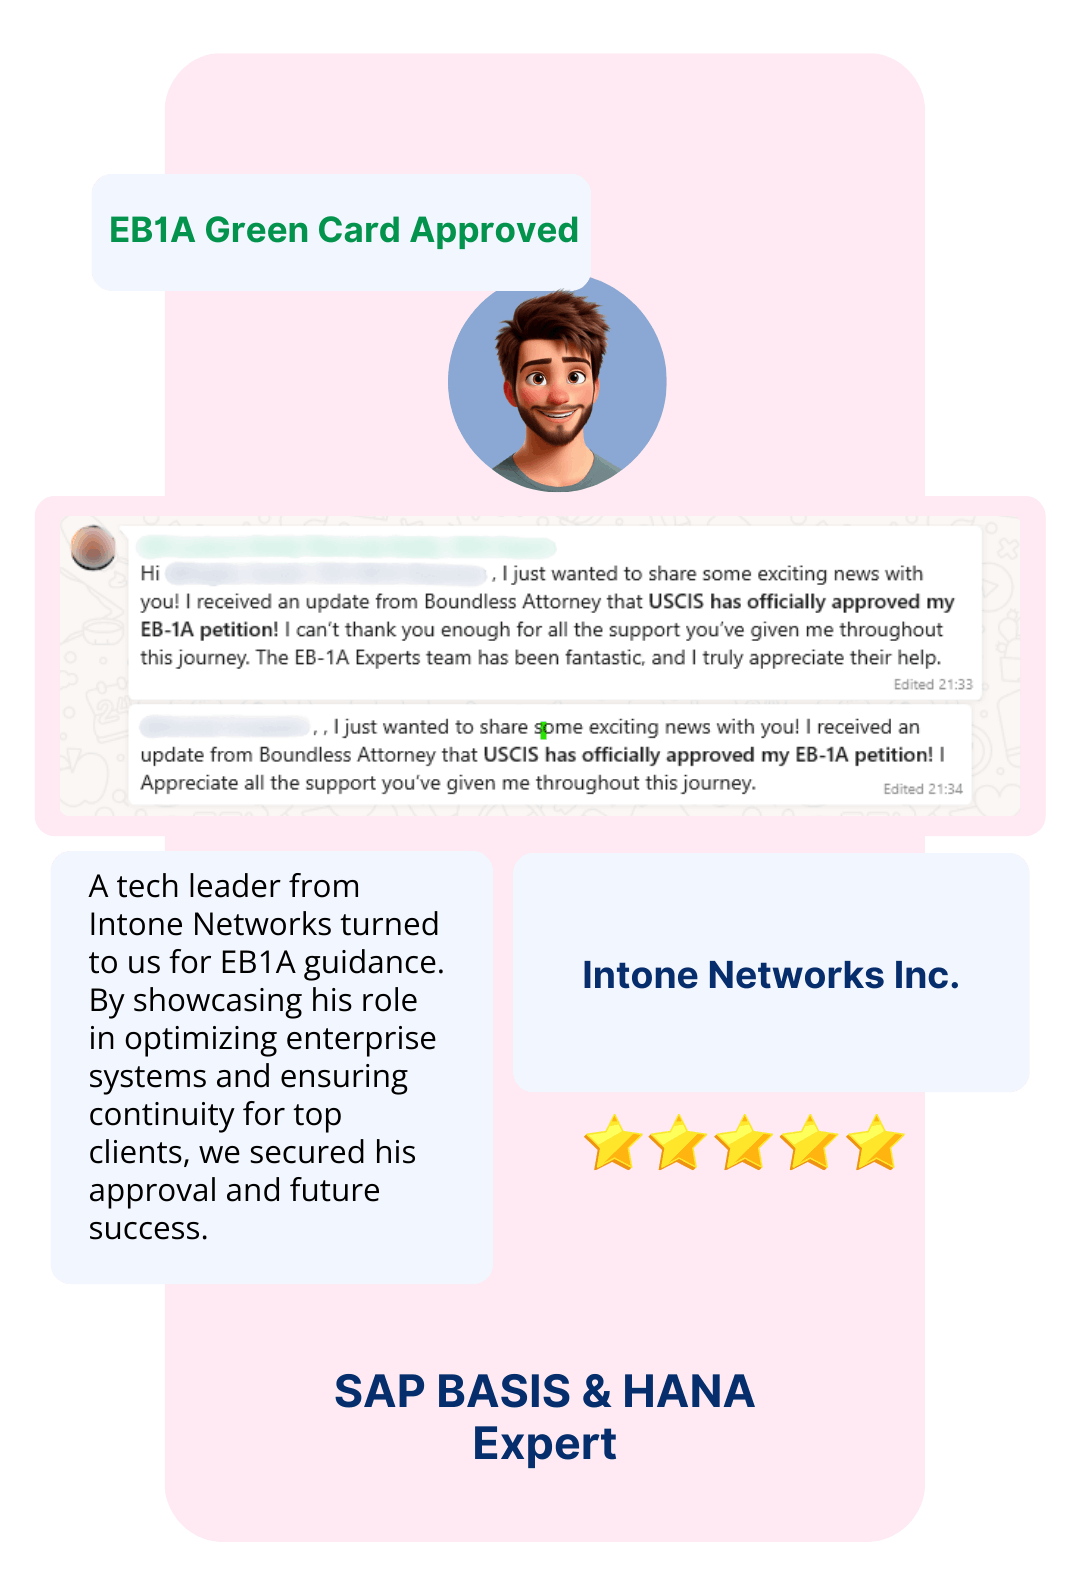 EB1A Green Card Approved
Hi , I just wanted to share some exciting news with
you! I received an update from Boundless Attorney that USCIS has officially approved my
EB-1A petition! I can't thank you enough for all the support you've given me throughout
this journey. The EB-1A Experts team has been fantastic, and I truly appreciate their help.
Edited 21:33
, , I just wanted to share some exciting news with you! I received an
update from Boundless Attorney that USCIS has officially approved my EB-1A petition! I
Appreciate all the support you've given me throughout this journey.
Edited 21:34
A tech leader from
Intone Networks turned
to us for EB1A guidance.
By showcasing his role
in optimizing enterprise
systems and ensuring
continuity for top
clients, we secured his
approval and future
success.
Intone Networks Inc.
SAP BASIS & HANA
Expert